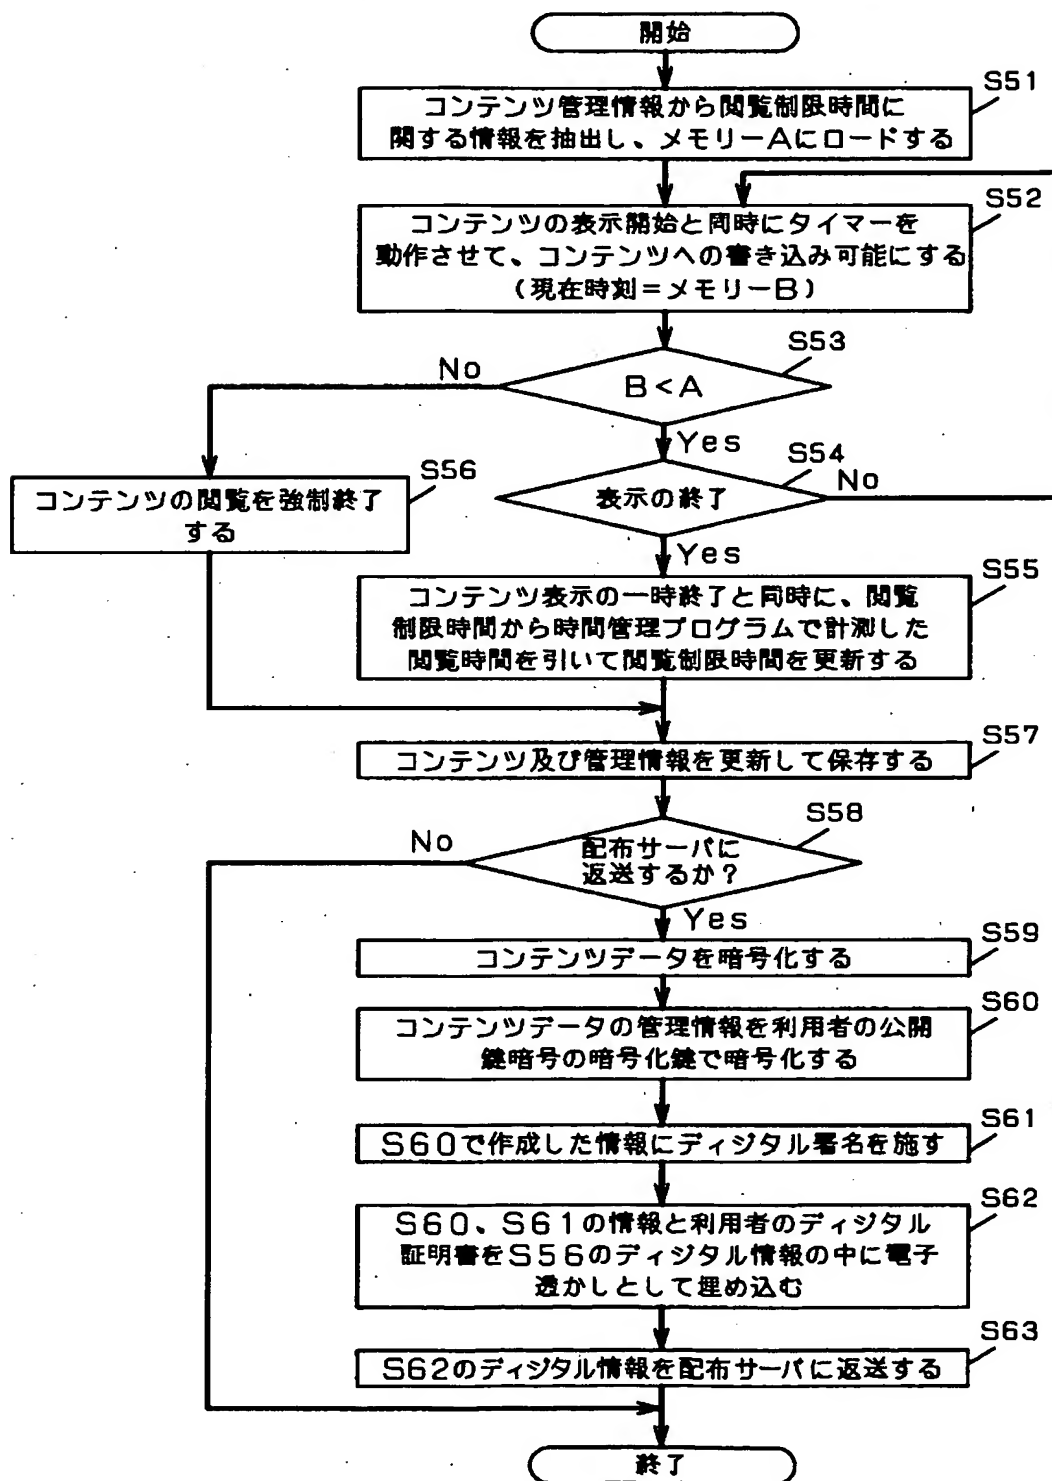 開始
S51
コンテンツ管理情報から閲覧制限時間に
関する情報を抽出し、メモリーAにロードする
S52
コンテンツの表示開始と同時にタイマーを
動作させて、コンテンツへの書き込み可能にする
(現在時刻=メモリーB)
S53
No
B<A
Yes
S54
S56
コンテンツの閲覧を強制終了
する
表示の終了
No
Yes
S55
コンテンツ表示の一時終了と同時に、閲覧
制限時間から時間管理プログラムで計測した
閲覧時間を引いて閲覧制限時間を更新する
S57
コンテンツ及び管理情報を更新して保存する
S58
No
配布サーバに
返送するか?
Yes
S59
コンテンツデータを暗号化する
S60
コンテンツデータの管理情報を利用者の公開
鍵暗号の暗号化鍵で暗号化する
S61
S60で作成した情報にディジタル署名を施す
S62
S60、S61の情報と利用者のディジタル
証明書をS56のディジタル情報の中に電子
透かしとして埋め込む
S63
S62のディジタル情報を配布サーバに返送する
終了